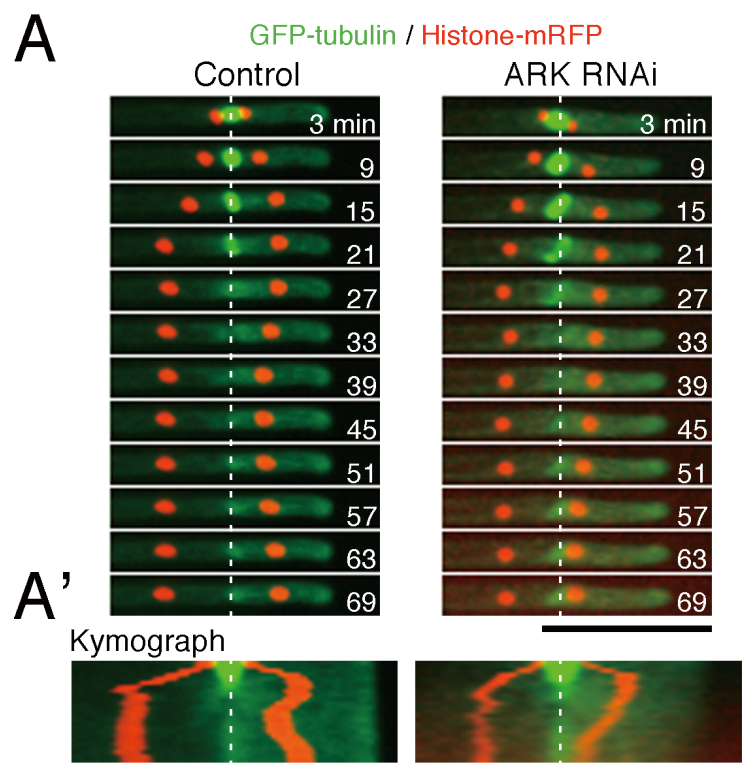 A
GFP-tubulin / Histone-mRFP
Control
ARK RNAi
3 min
3 min
9
9
15
15
21
21
27
27
33
33
39
39
45
45
51
51
57
57
63
63
69
69
A’
Kymograph